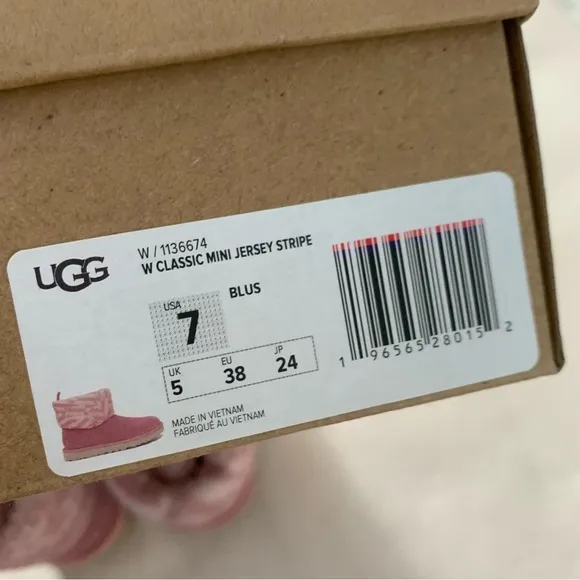 UGG
W / 1136674
W CLASSIC MINI JERSEY STRIPE
BLUS
USA
7
UK
5
EU
38
JP
24
MADE IN VIETNAM
FABRIQUÉ AU VIETNAM
1 96565 28015 2